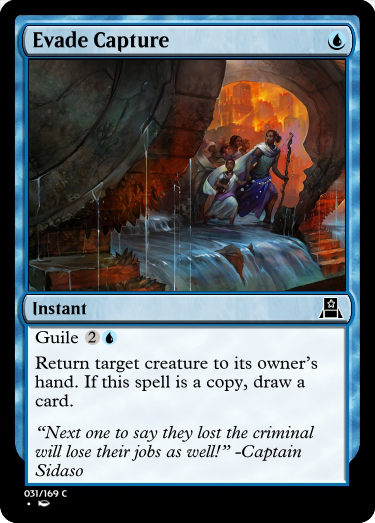 Evade Capture
Instant
Guile 2
Return target creature to its owner's
hand. If this spell is a copy, draw a
card.
“Next one to say they lost the criminal
will lose their jobs as well!” -Captain
Sidaso
031/169 C